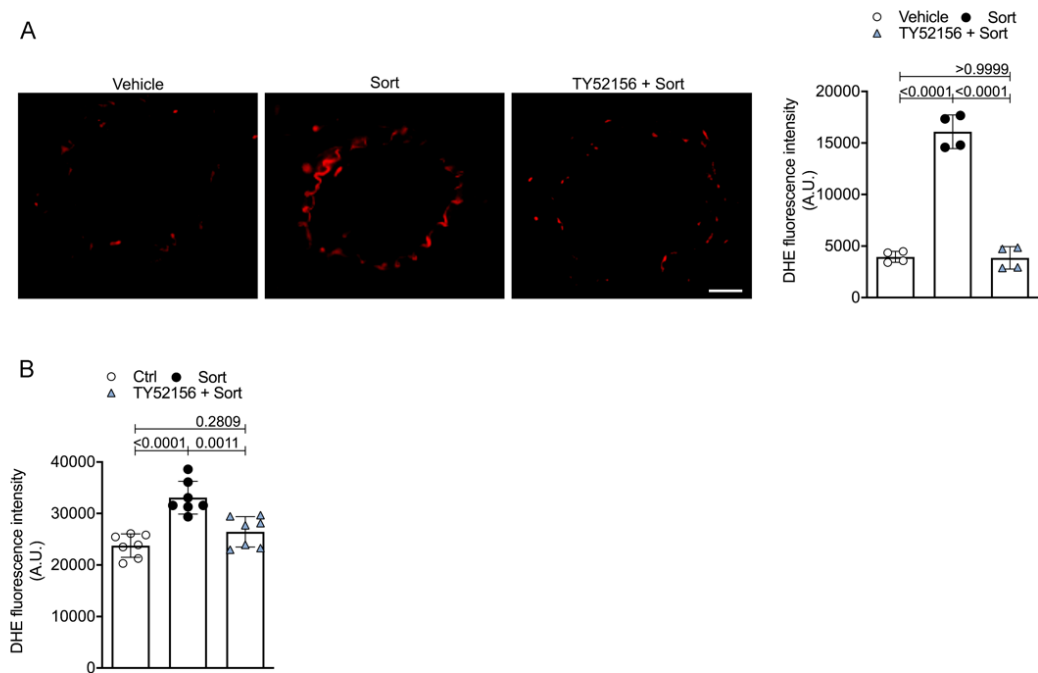 A
Vehicle
Sort
TY52156 + Sort
Vehicle Sort
TY52156 + Sort
>0.9999
<0.0001 <0.0001
DHE fluorescence intensity
(A.U.)
20000
15000
10000
5000
0
B
Ctrl Sort
TY52156 + Sort
0.2809
<0.0001 0.0011
DHE fluorescence intensity
(A.U.)
40000
30000
20000
10000
0